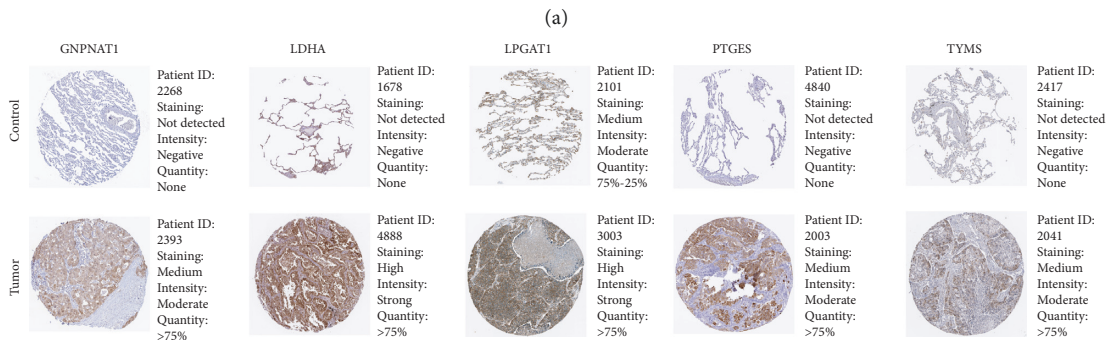 (a)
GNPNAT1
LDHA
LPGAT1
PTGES
TYMS
Control
Patient ID:
2268
Staining:
Not detected
Intensity:
Negative
Quantity:
None
Patient ID:
1678
Staining:
Not detected
Intensity:
Negative
Quantity:
None
Patient ID:
2101
Staining:
Medium
Intensity:
Moderate
Quantity:
75%-25%
Patient ID:
4840
Staining:
Not detected
Intensity:
Negative
Quantity:
None
Patient ID:
2417
Staining:
Not detected
Intensity:
Negative
Quantity:
None
Tumor
Patient ID:
2393
Staining:
Medium
Intensity:
Moderate
Quantity:
>75%
Patient ID:
4888
Staining:
High
Intensity:
Strong
Quantity:
>75%
Patient ID:
3003
Staining:
High
Intensity:
Strong
Quantity:
>75%
Patient ID:
2003
Staining:
Medium
Intensity:
Moderate
Quantity:
>75%
Patient ID:
2041
Staining:
Medium
Intensity:
Moderate
Quantity:
>75%